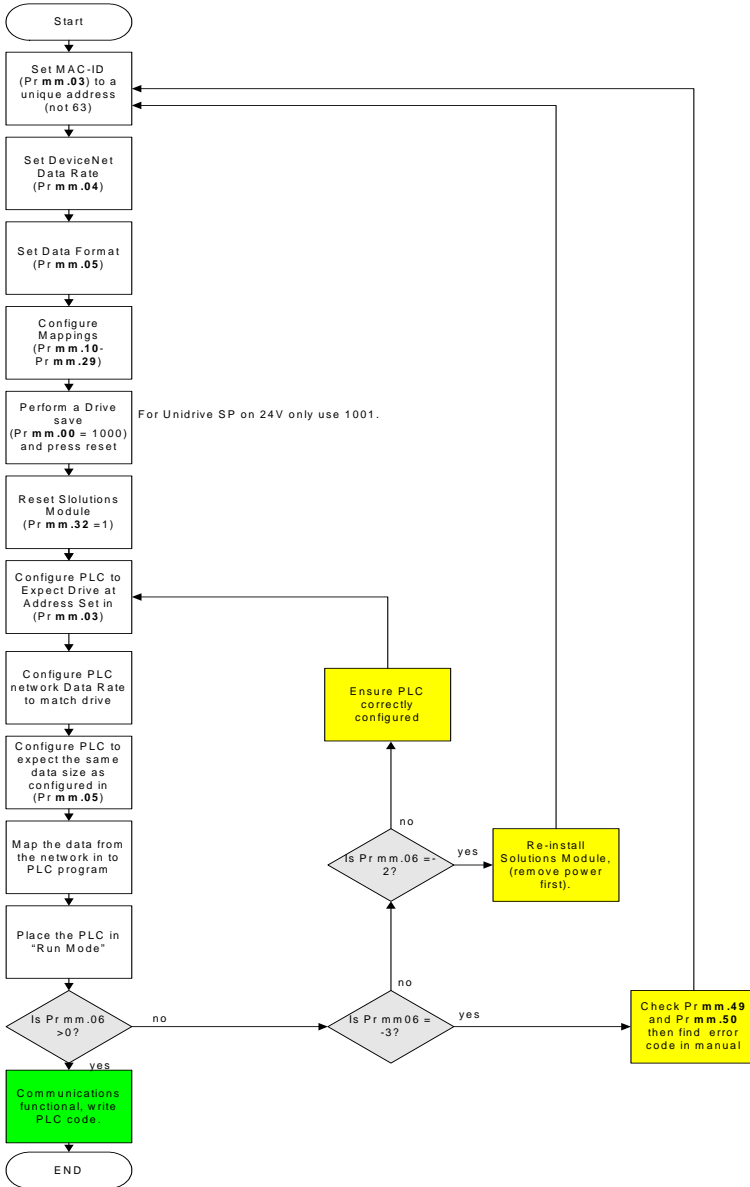 Start
Set MAC-ID
(Pr mm.03) to a
unique address
(not 63)
Set DeviceNet
Data Rate
(Pr mm.04)
Set Data Format
(Pr mm.05)
Configure
Mappings
(Pr mm.10-
Pr mm.29)
Perform a Drive
save
(Pr mm.00 = 1000)
and press reset
For Unidrive SP on 24V only use 1001.
Reset Slolutions
Module
(Pr mm.32 =1)
Configure PLC to
Expect Drive at
Address Set in
(Pr mm.03)
Configure PLC
network Data Rate
to match drive
Ensure PLC
correctly
configured
Configure PLC to
expect the same
data size as
configured in
(Pr mm.05)
no
Map the data from
the network in to
PLC program
Is Pr mm.06 =-
2?
yes
Re-install
Solutions Module,
(remove power
first).
Place the PLC in
“Run Mode”
no
Is Pr mm.06
>0?
no
Is Pr mm06 =
-3?
yes
Check Pr mm.49
and Pr mm.50
then find error
code in manual
yes
Communications
functional, write
PLC code.
END